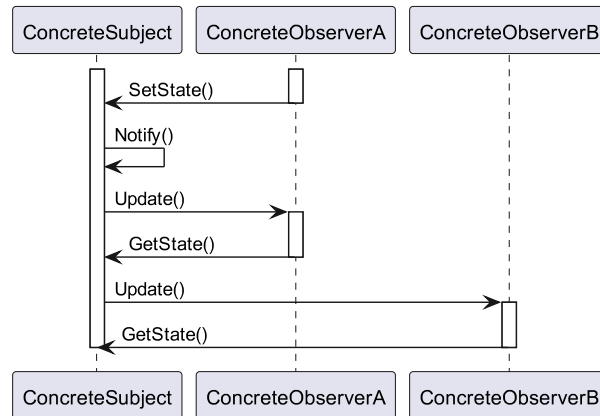 ConcreteSubject
ConcreteObserverA
ConcreteObserverB
SetState()
Notify()
Update()
GetState()
Update()
GetState()
ConcreteSubject
ConcreteObserverA
ConcreteObserverB